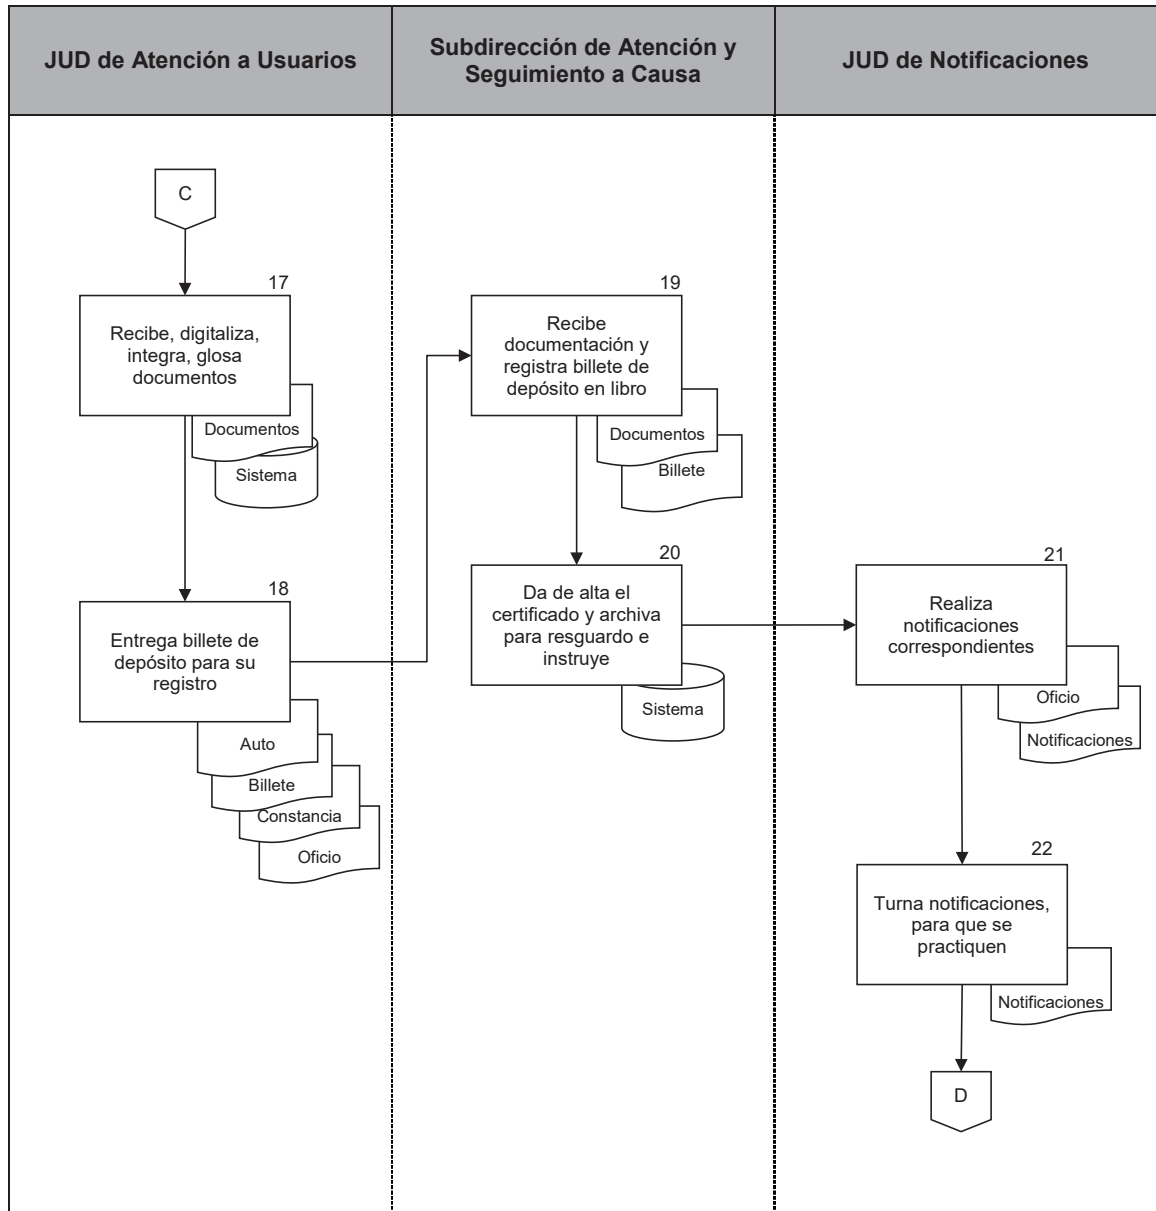 JUD de Atención a Usuarios
Subdirección de Atención y
Seguimiento a Causa
JUD de Notificaciones
C
17
Recibe, digitaliza,
integra, glosa
documentos
Documentos
Sistema
18
Entrega billete de
depósito para su
registro
Auto
Billete
Constancia
Oficio
19
Recibe
documentación y
registra billete de
depósito en libro
Documentos
Billete
20
Da de alta el
certificado y archiva
para resguardo e
instruye
Sistema
21
Realiza
notificaciones
correspondientes
Oficio
Notificaciones
22
Turna notificaciones,
para que se
practiquen
Notificaciones
D